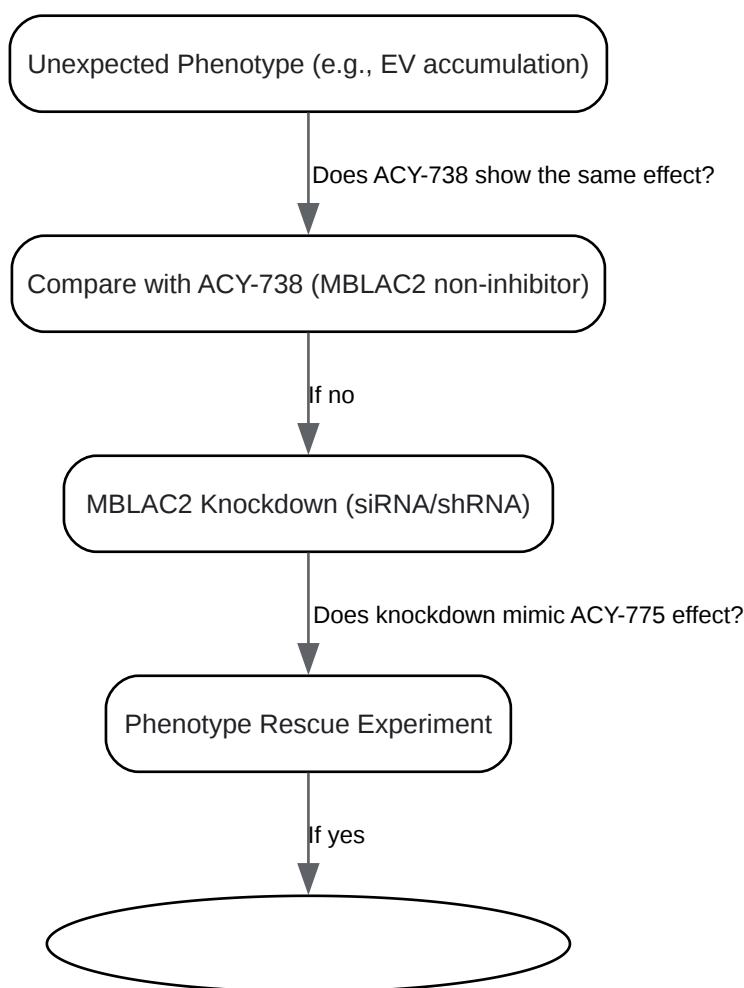 Unexpected Phenotype (e.g., EV accumulation)
Does ACY-738 show the same effect?
Compare with ACY-738 (MBLAC2 non-inhibitor)
If no
MBLAC2 Knockdown (siRNA/shRNA)
Does knockdown mimic ACY-775 effect?
Phenotype Rescue Experiment
If yes